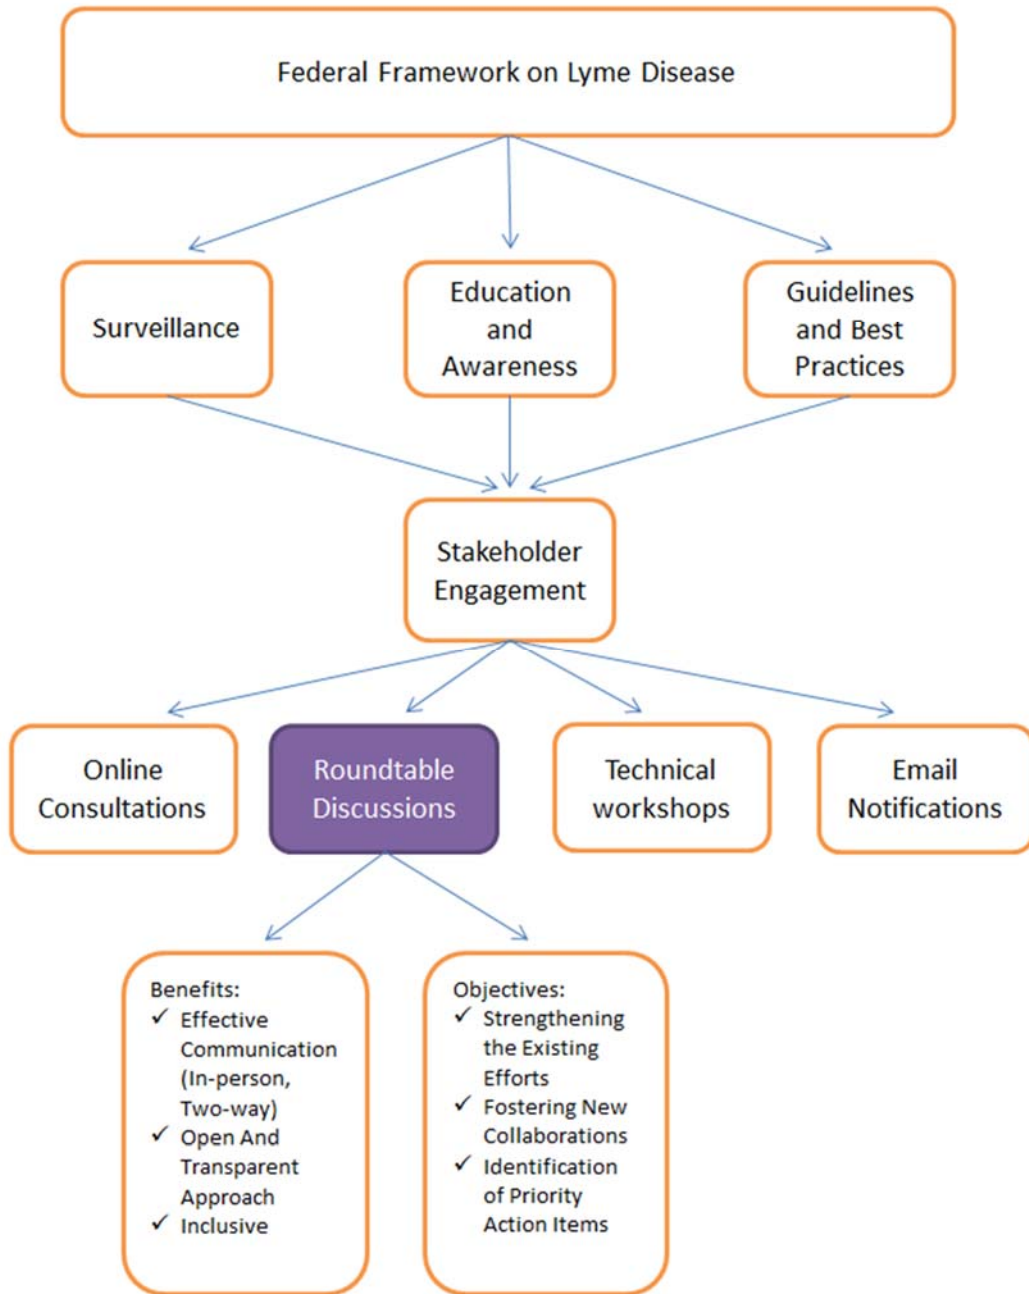 Federal Framework on Lyme Disease
Surveillance
Education
and
Awareness
Guidelines
and Best
Practices
Stakeholder
Engagement
Online
Consultations
Roundtable
Discussions
Technical
workshops
Email
Notifications
Benefits:
✓ Effective
Communication
(In-person,
Two-way)
✓ Open And
Transparent
Approach
✓ Inclusive
Objectives:
✓ Strengthening
the Existing
Efforts
✓ Fostering New
Collaborations
✓ Identification
of Priority
Action Items